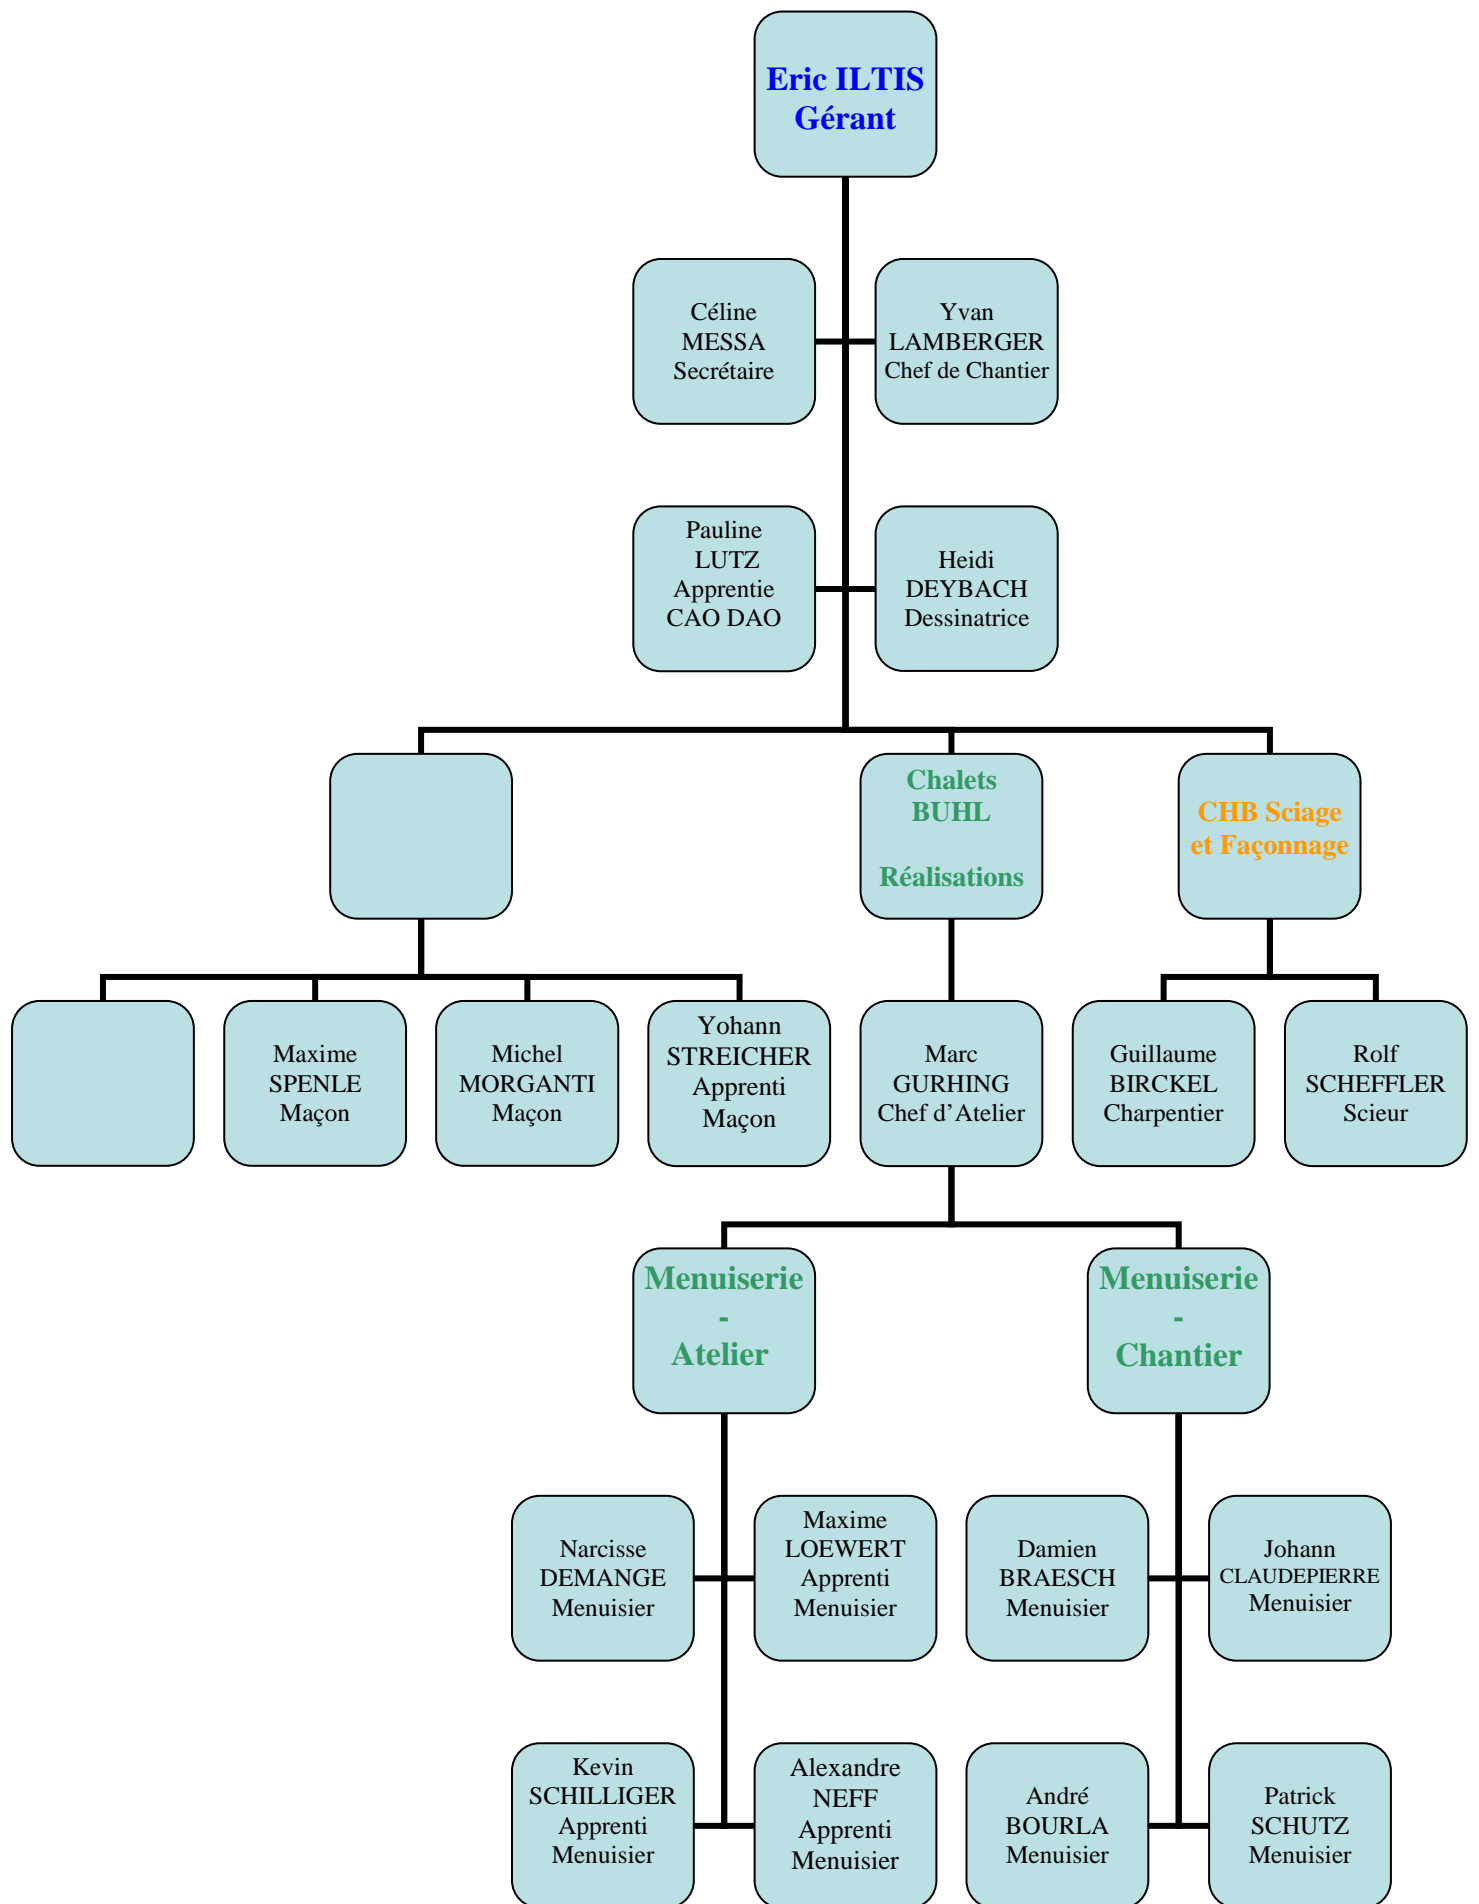 Eric ILTIS
Gérant
Céline
MESSA
Secrétaire
Yvan
LAMBERGER
Chef de Chantier
Pauline
LUTZ
Apprentie
CAO DAO
Heidi
DEYBACH
Dessinatrice
Chalets
BUHL
Réalisations
CHB Sciage
et Façonnage
Maxime
SPENLE
Maçon
Michel
MORGANTI
Maçon
Yohann
STREICHER
Apprenti
Maçon
Marc
GURHING
Chef d’Atelier
Guillaume
BIRCKEL
Charpentier
Rolf
SCHEFFLER
Scieur
Menuiserie
-
Atelier
Menuiserie
-
Chantier
Narcisse
DEMANGE
Menuisier
Maxime
LOEWERT
Apprenti
Menuisier
Damien
BRAESCH
Menuisier
Johann
CLAUDEPIERRE
Menuisier
Kevin
SCHILLIGER
Apprenti
Menuisier
Alexandre
NEFF
Apprenti
Menuisier
André
BOURLA
Menuisier
Patrick
SCHUTZ
Menuisier